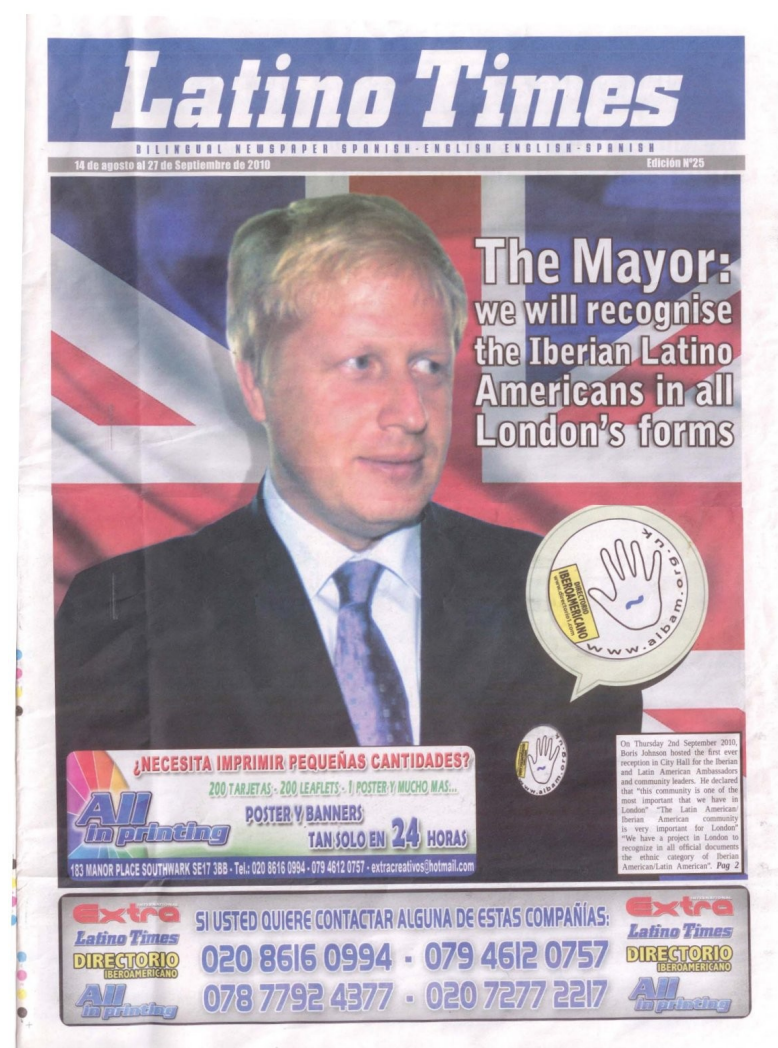 Latino Times
BILINGUAL NEWSPAPER SPANISH-ENGLISH ENGLISH-SPANISH
14 de agosto al 27 de Septiembre de 2010
Edición Nº25
The Mayor:
we will recognise
the Iberian Latino
Americans in all
London's forms
www.albam.org.uk
DIRECTORIO
IBEROAMERICANO
On Thursday 2nd September 2010,
Boris Johnson hosted the first ever
reception in City Hall for the Iberian
and Latin American Ambassadors
and community leaders. He declared
that "this community is one of the
most important that we have in
London" "The Latin American/
Iberian American community
is very important for London"
"We have a project in London to
recognize in all official documents
the ethnic category of Iberian
American/Latin American". Pag 2
¿NECESITA IMPRIMIR PEQUEÑAS CANTIDADES?
200 TARJETAS - 200 LEAFLETS - 1 POSTER Y MUCHO MAS...
All
in printing
POSTER Y BANNERS
TAN SOLO EN 24 HORAS
183 MANOR PLACE SOUTHWARK SE17 3BB - Tel.: 020 8616 0994 - 079 4612 0757 - extracreativos@hotmail.com
Extra
Latino Times
DIRECTORIO
IBEROAMERICANO
All
in printing
SI USTED QUIERE CONTACTAR ALGUNA DE ESTAS COMPAÑÍAS:
020 8616 0994 - 079 4612 0757
078 7792 4377 - 020 7277 2217
Extra
Latino Times
DIRECTORIO
IBEROAMERICANO
All
in printing